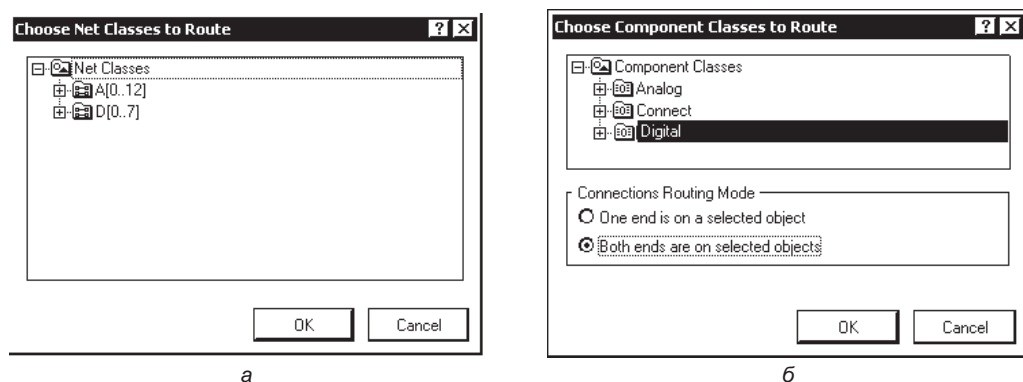 Choose Net Classes to Route
Net Classes
A[0..12]
D[0..7]
OK
Cancel
а
Choose Component Classes to Route
Component Classes
Analog
Connect
Digital
Connections Routing Mode
One end is on a selected object
Both ends are on selected objects
OK
Cancel
б